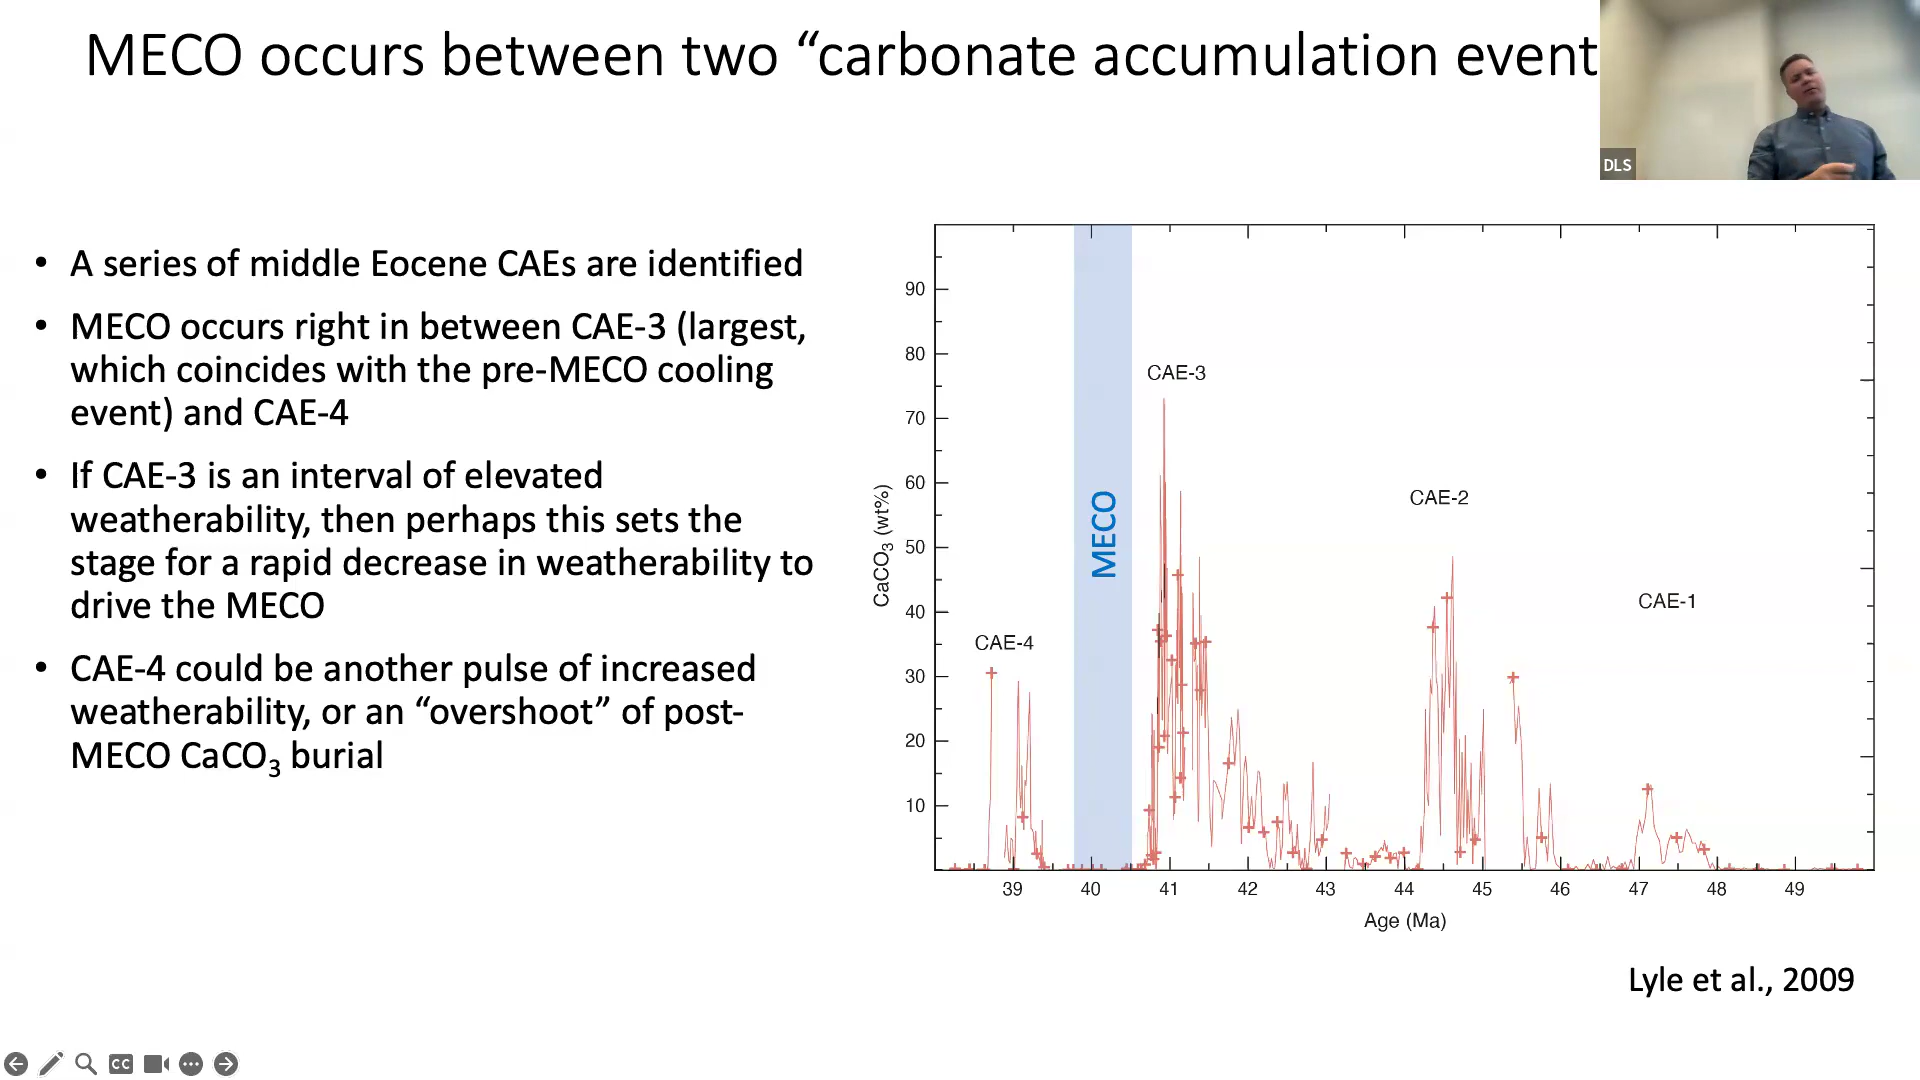 MECO occurs between two “carbonate accumulation event
DLS
• A series of middle Eocene CAEs are identified
• MECO occurs right in between CAE-3 (largest,
which coincides with the pre-MECO cooling
event) and CAE-4
• If CAE-3 is an interval of elevated
weatherability, then perhaps this sets the
stage for a rapid decrease in weatherability to
drive the MECO
• CAE-4 could be another pulse of increased
weatherability, or an “overshoot” of post-
MECO CaCO₃ burial
90
80
70
60
50
40
30
20
10
CaCO₃ (wt%)
CAE-4
MECO
CAE-3
CAE-2
CAE-1
39 40 41 42 43 44 45 46 47 48 49
Age (Ma)
Lyle et al., 2009
CC